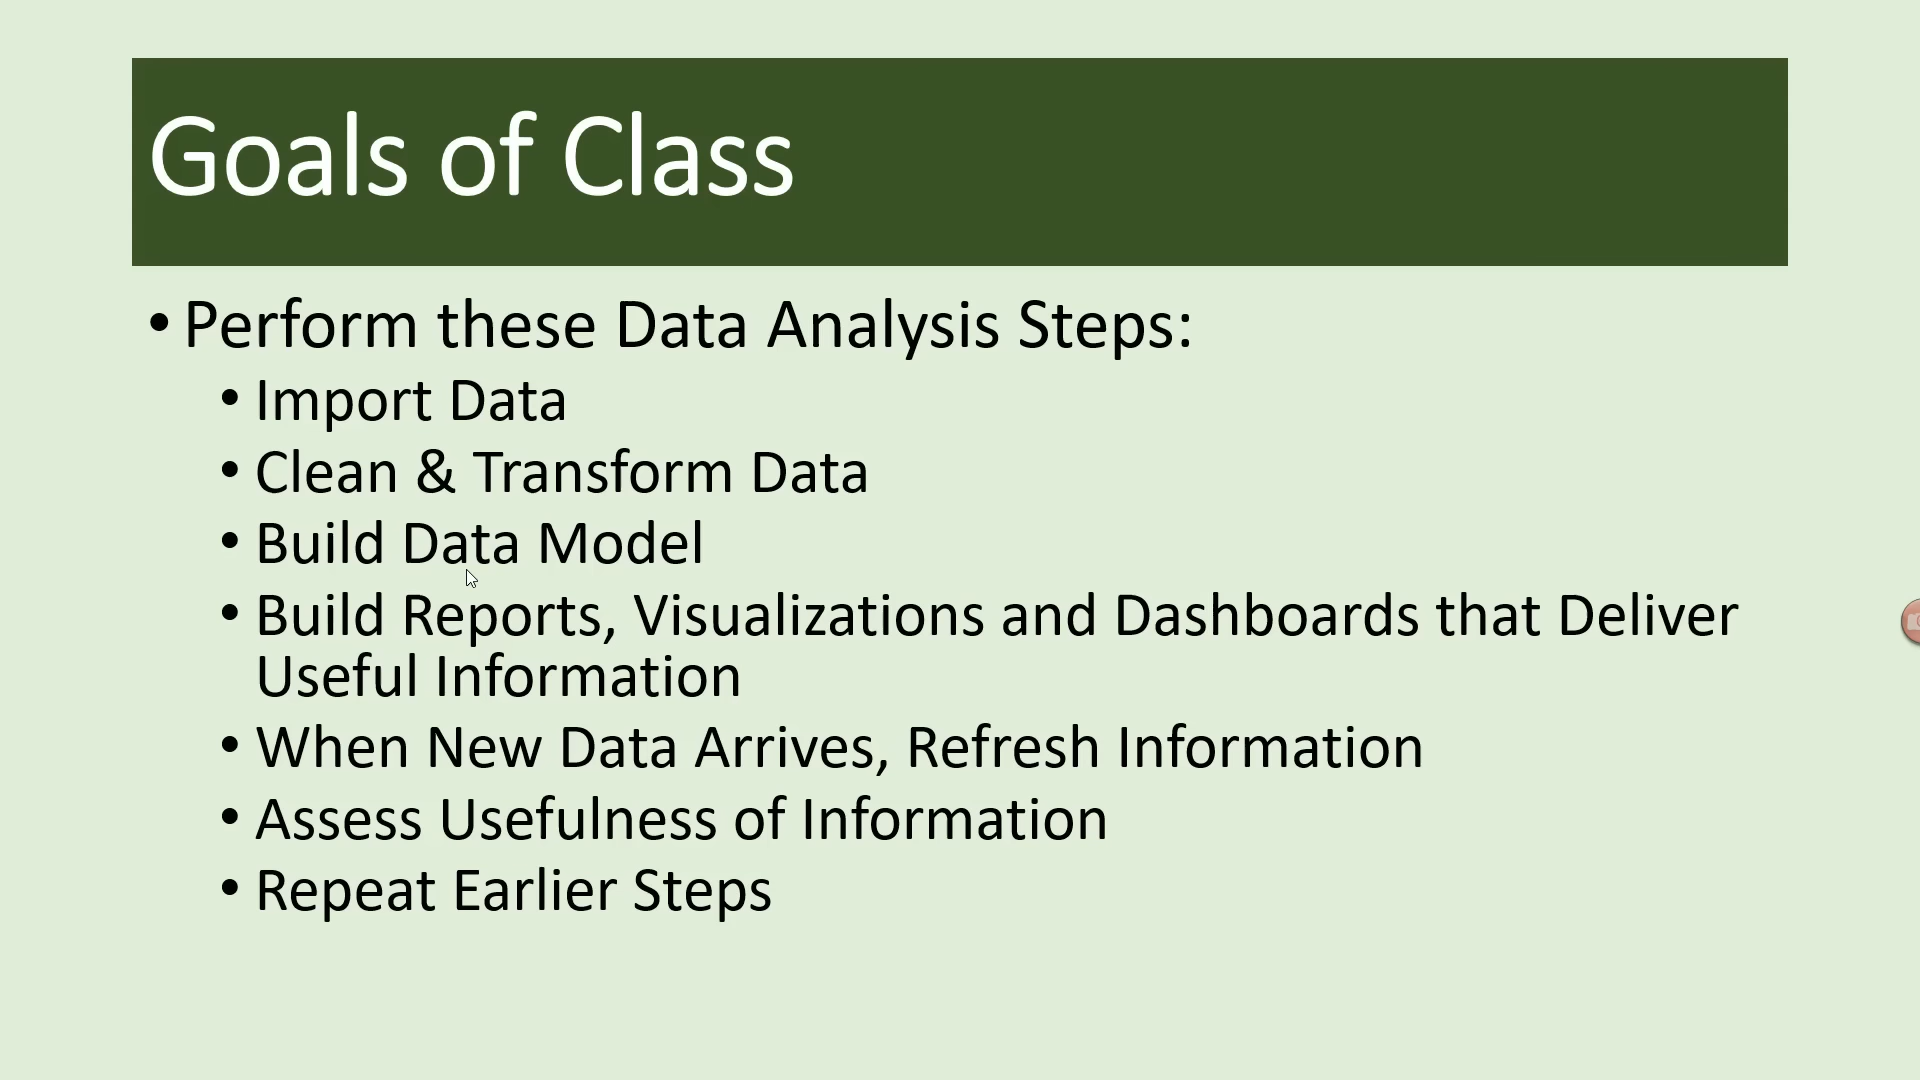 Goals of Class
• Perform these Data Analysis Steps:
• Import Data
• Clean & Transform Data
• Build Data Model
• Build Reports, Visualizations and Dashboards that Deliver
Useful Information
• When New Data Arrives, Refresh Information
• Assess Usefulness of Information
• Repeat Earlier Steps